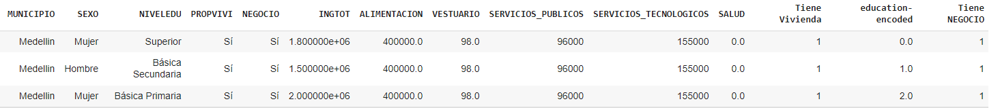 MUNICIPIO SEXO NIVELEDU PROPVIVI NEGOCIO INGTOT ALIMENTACION VESTUARIO SERVICIOS_PUBLICOS SERVICIOS_TECNOLOGICOS SALUD Tiene Vivienda education-encoded Tiene NEGOCIO
Medellin Mujer Superior Sí Sí 1.800000e+06 400000.0 98.0 96000 155000 0.0 1 0.0 1
Medellin Hombre Básica Secundaria Sí Sí 1.500000e+06 400000.0 98.0 96000 155000 0.0 1 1.0 1
Medellin Mujer Básica Primaria Sí Sí 2.000000e+06 400000.0 98.0 96000 155000 0.0 1 2.0 1